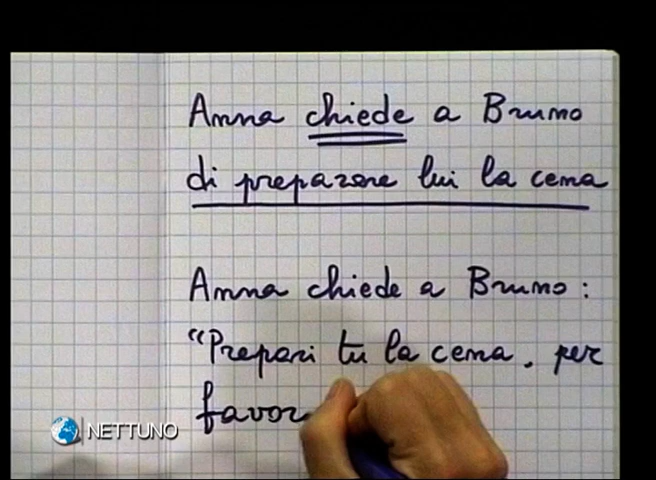 Anna chiede a Bruno
di preparare lui la cena
Anna chiede a Bruno:
"Prepari tu la cena, per
favor
NETTUNO